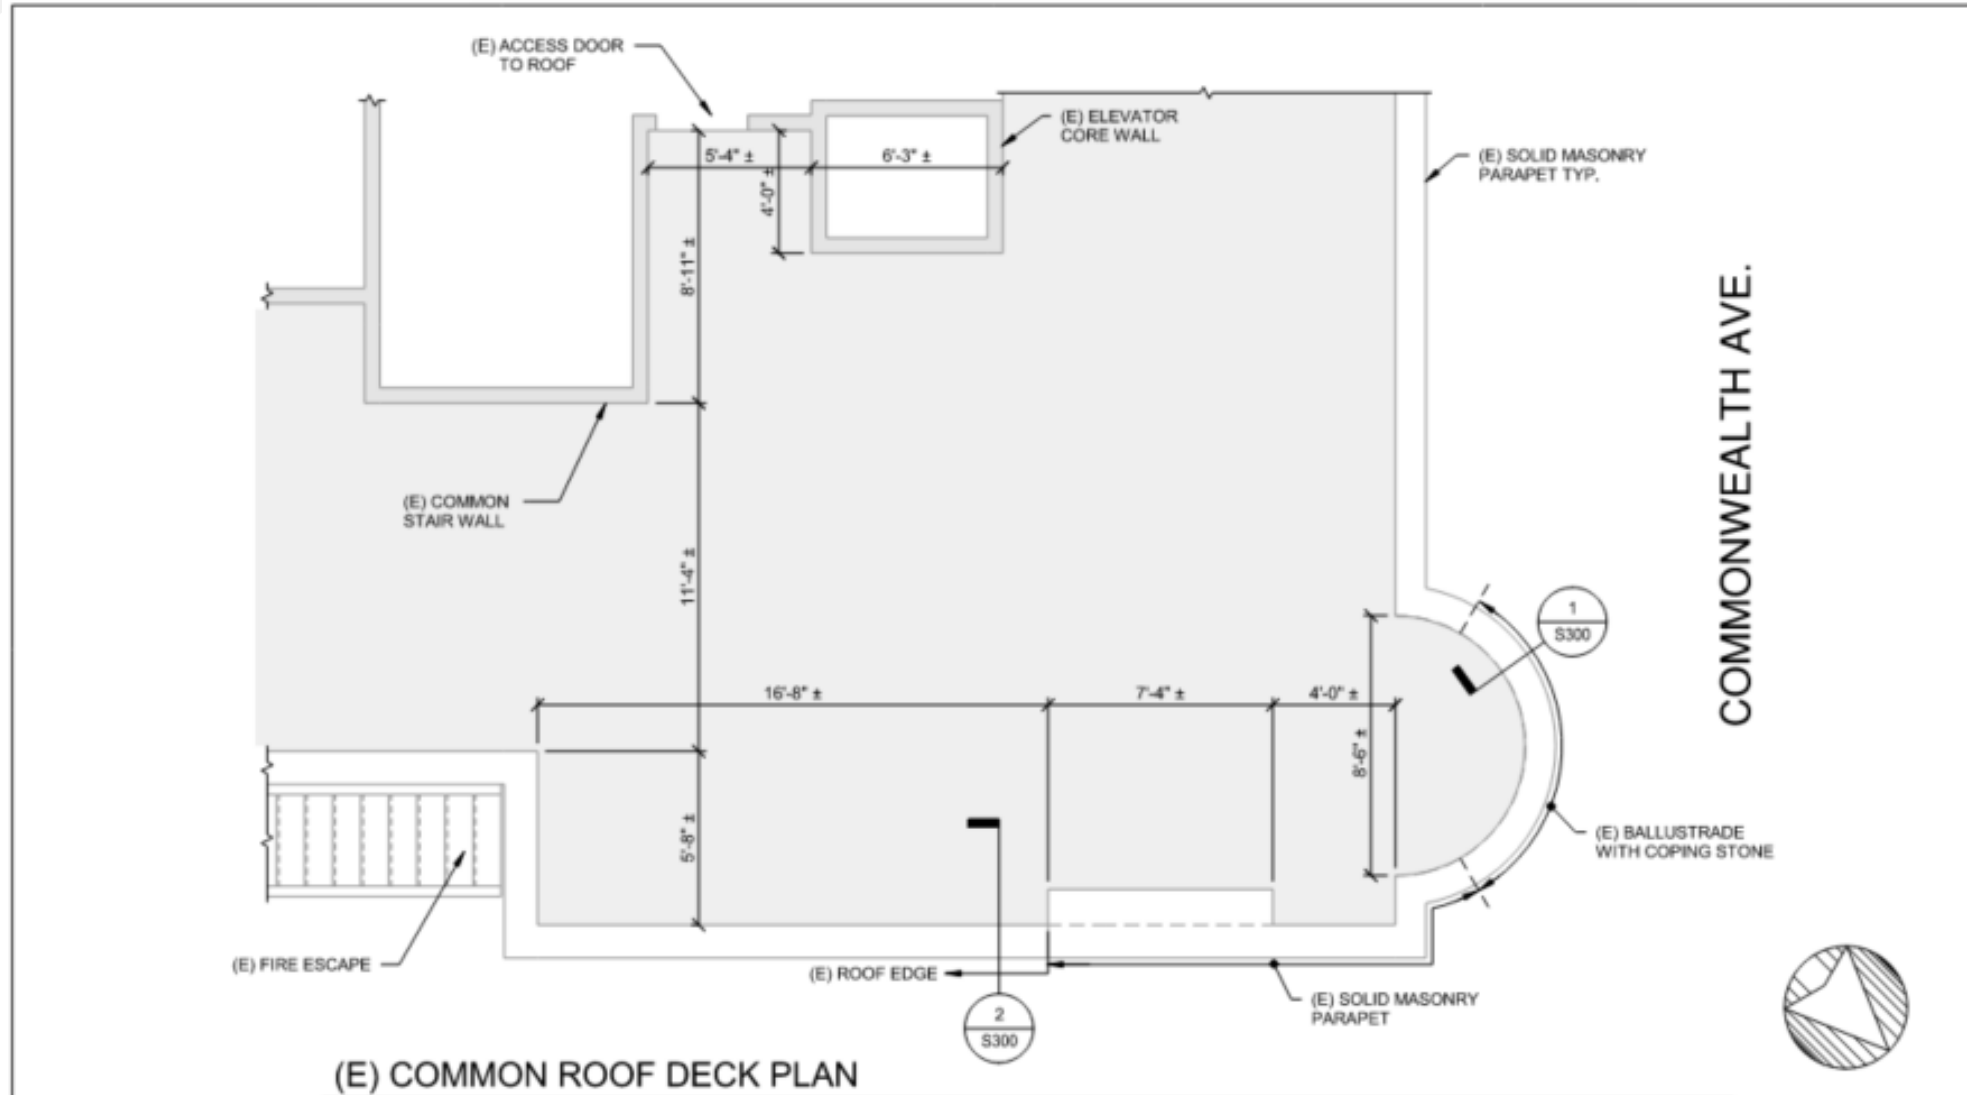 (E) ACCESS DOOR
TO ROOF
(E) ELEVATOR
CORE WALL
(E) SOLID MASONRY
PARAPET TYP.
5'-4" ±
6'-3" ±
4'-0" ±
8'-11" ±
COMMONWEALTH AVE.
(E) COMMON
STAIR WALL
11'-4" ±
1
S300
16'-8" ±
7'-4" ±
4'-0" ±
8'-6" ±
5'-8" ±
(E) BALLUSTRADE
WITH COPING STONE
(E) FIRE ESCAPE
(E) ROOF EDGE
(E) SOLID MASONRY
PARAPET
2
S300
(E) COMMON ROOF DECK PLAN